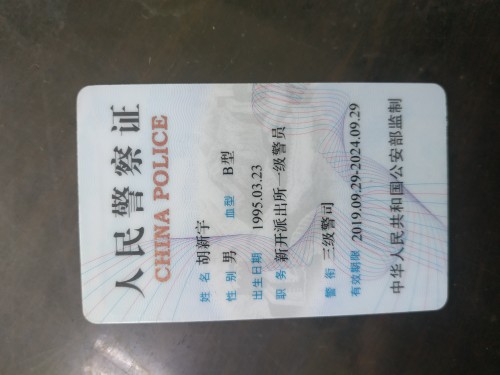 人民警察证
CHINA POLICE
姓名 胡新宇
性别 男 血型 B型
出生日期 1995.03.23
职务 新开派出所一级警员
警衔 三级警司
有效期限 2019.09.29-2024.09.29
中华人民共和国公安部监制